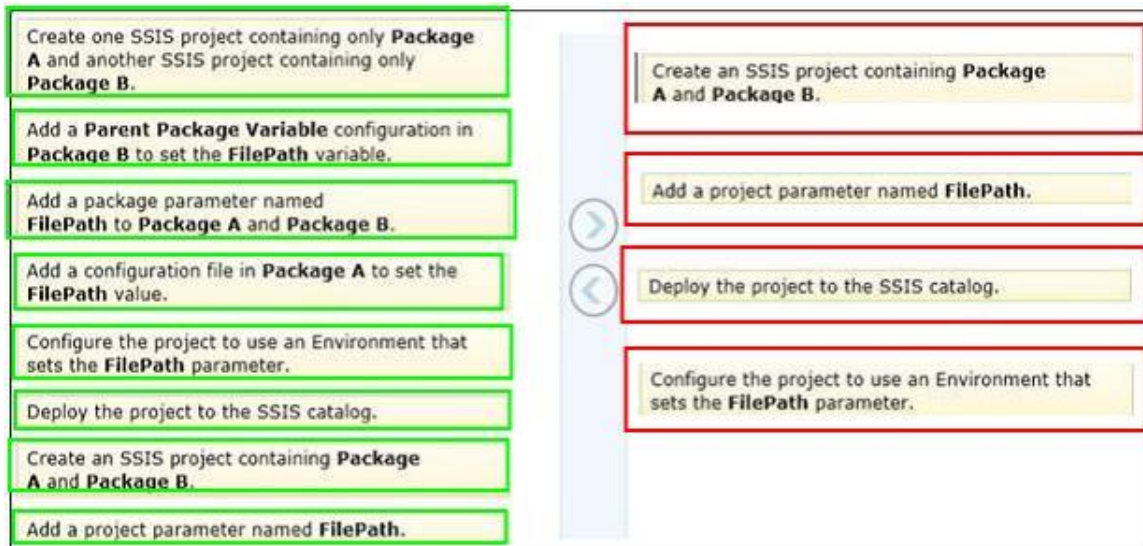 Create one SSIS project containing only Package
A and another SSIS project containing only
Package B.
Add a Parent Package Variable configuration in
Package B to set the FilePath variable.
Add a package parameter named
FilePath to Package A and Package B.
Add a configuration file in Package A to set the
FilePath value.
Configure the project to use an Environment that
sets the FilePath parameter.
Deploy the project to the SSIS catalog.
Create an SSIS project containing Package
A and Package B.
Add a project parameter named FilePath.
Create an SSIS project containing Package
A and Package B.
Add a project parameter named FilePath.
Deploy the project to the SSIS catalog.
Configure the project to use an Environment that
sets the FilePath parameter.